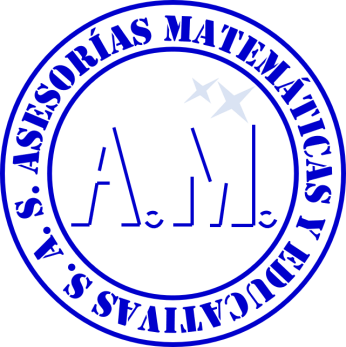 ASESORÍAS MATEMÁTICAS Y EDUCATIVAS S. A. S.
A.M.